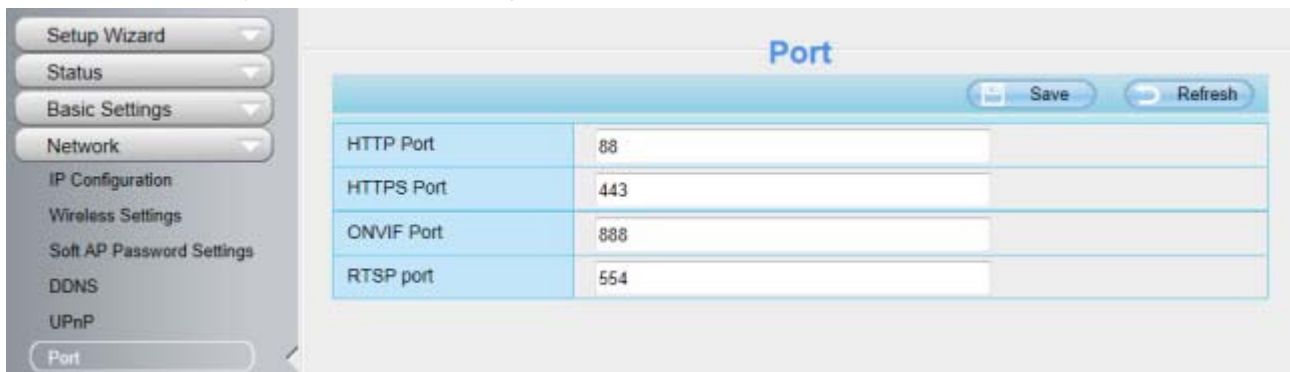 Setup Wizard
Status
Basic Settings
Network
IP Configuration
Wireless Settings
Soft AP Password Settings
DDNS
UPnP
Port
Port
Save Refresh
HTTP Port 88
HTTPS Port 443
ONVIF Port 888
RTSP port 554